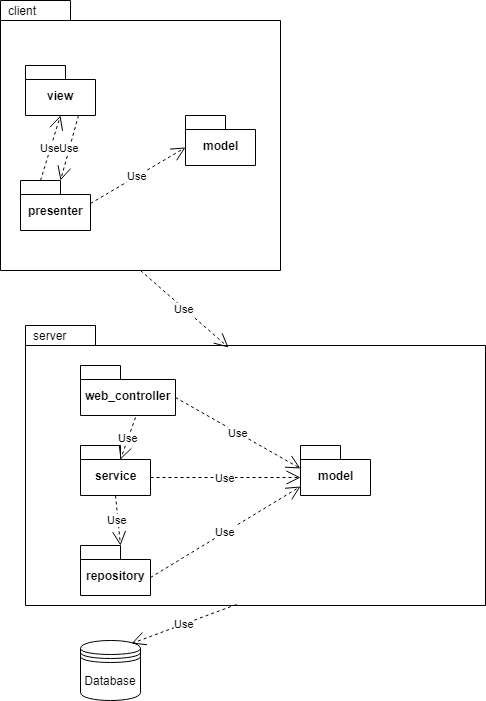 client
view
UseUse
model
Use
presenter
Use
server
web_controller
Use
Use
service
Use
model
Use
Use
repository
Use
Database